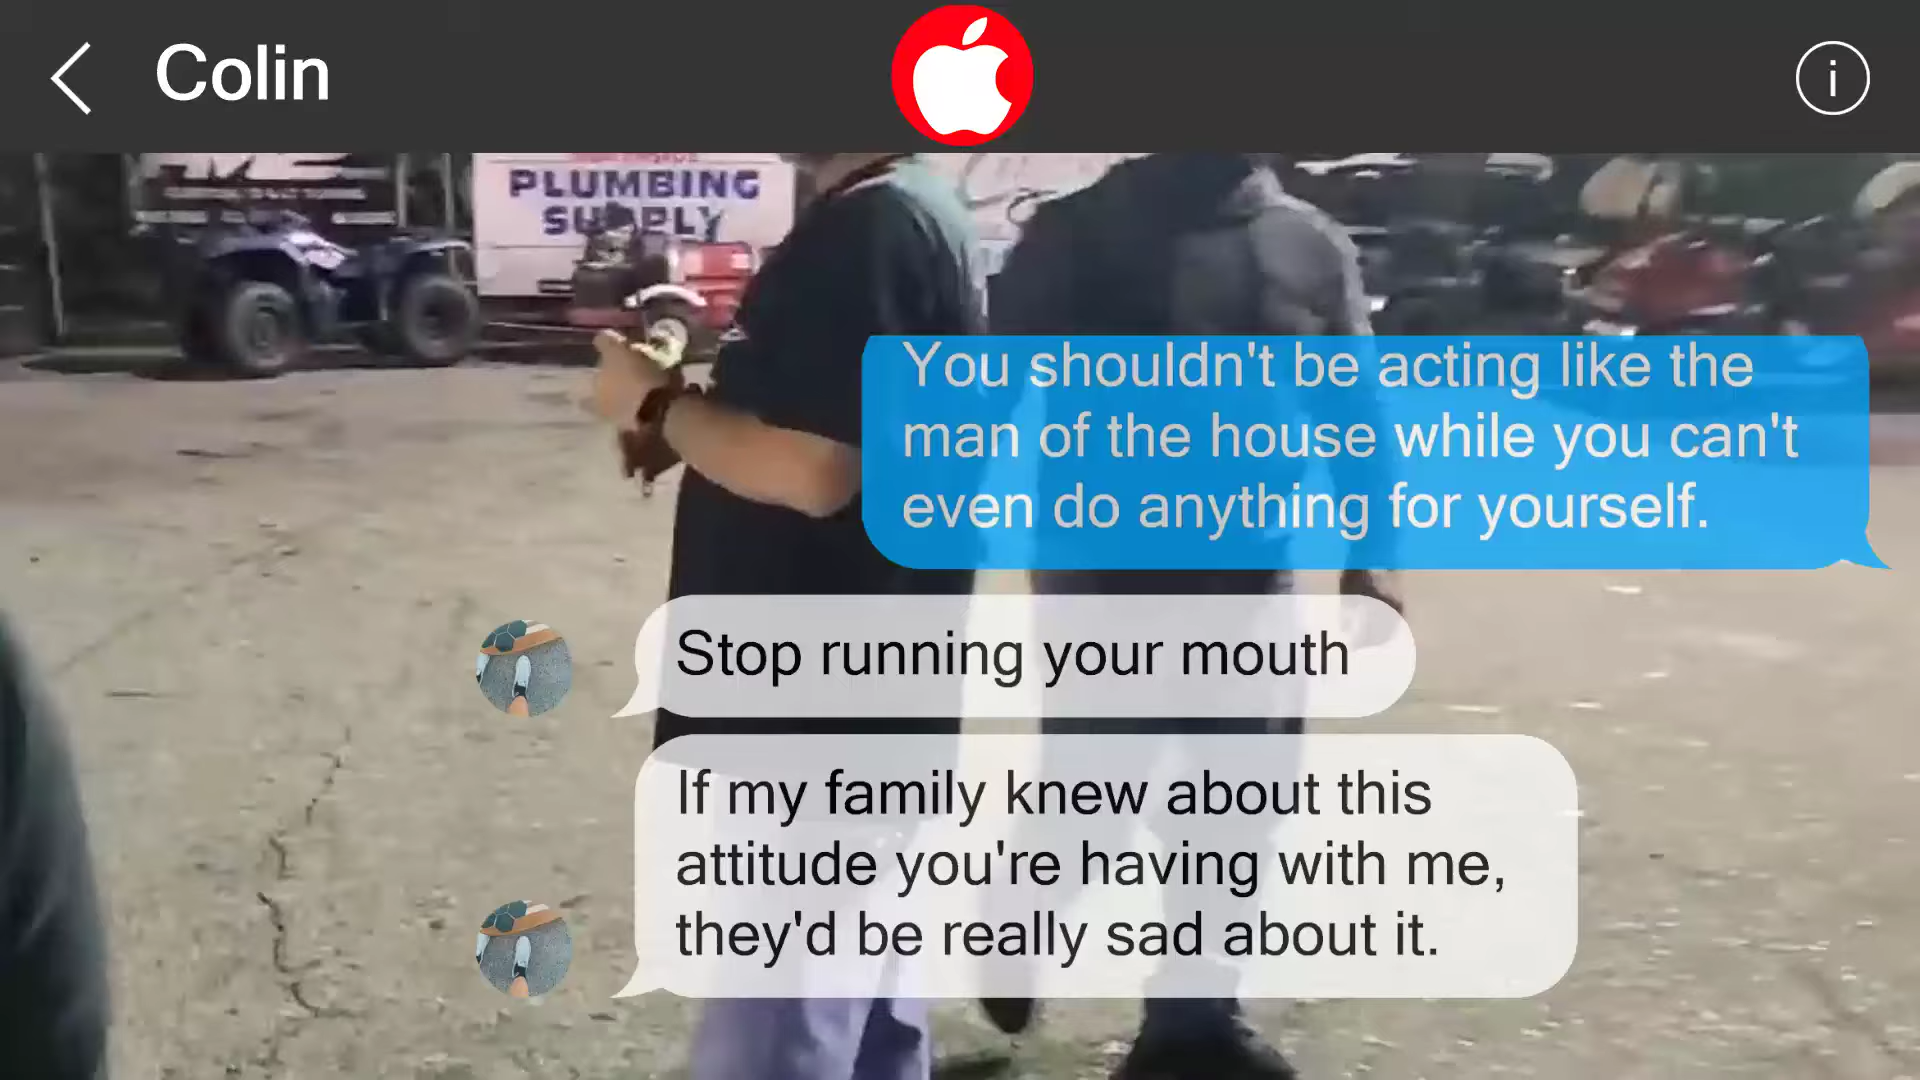 Colin
i
PLUMBING
SUPPLY
You shouldn't be acting like the
man of the house while you can't
even do anything for yourself.
Stop running your mouth
If my family knew about this
attitude you're having with me,
they'd be really sad about it.